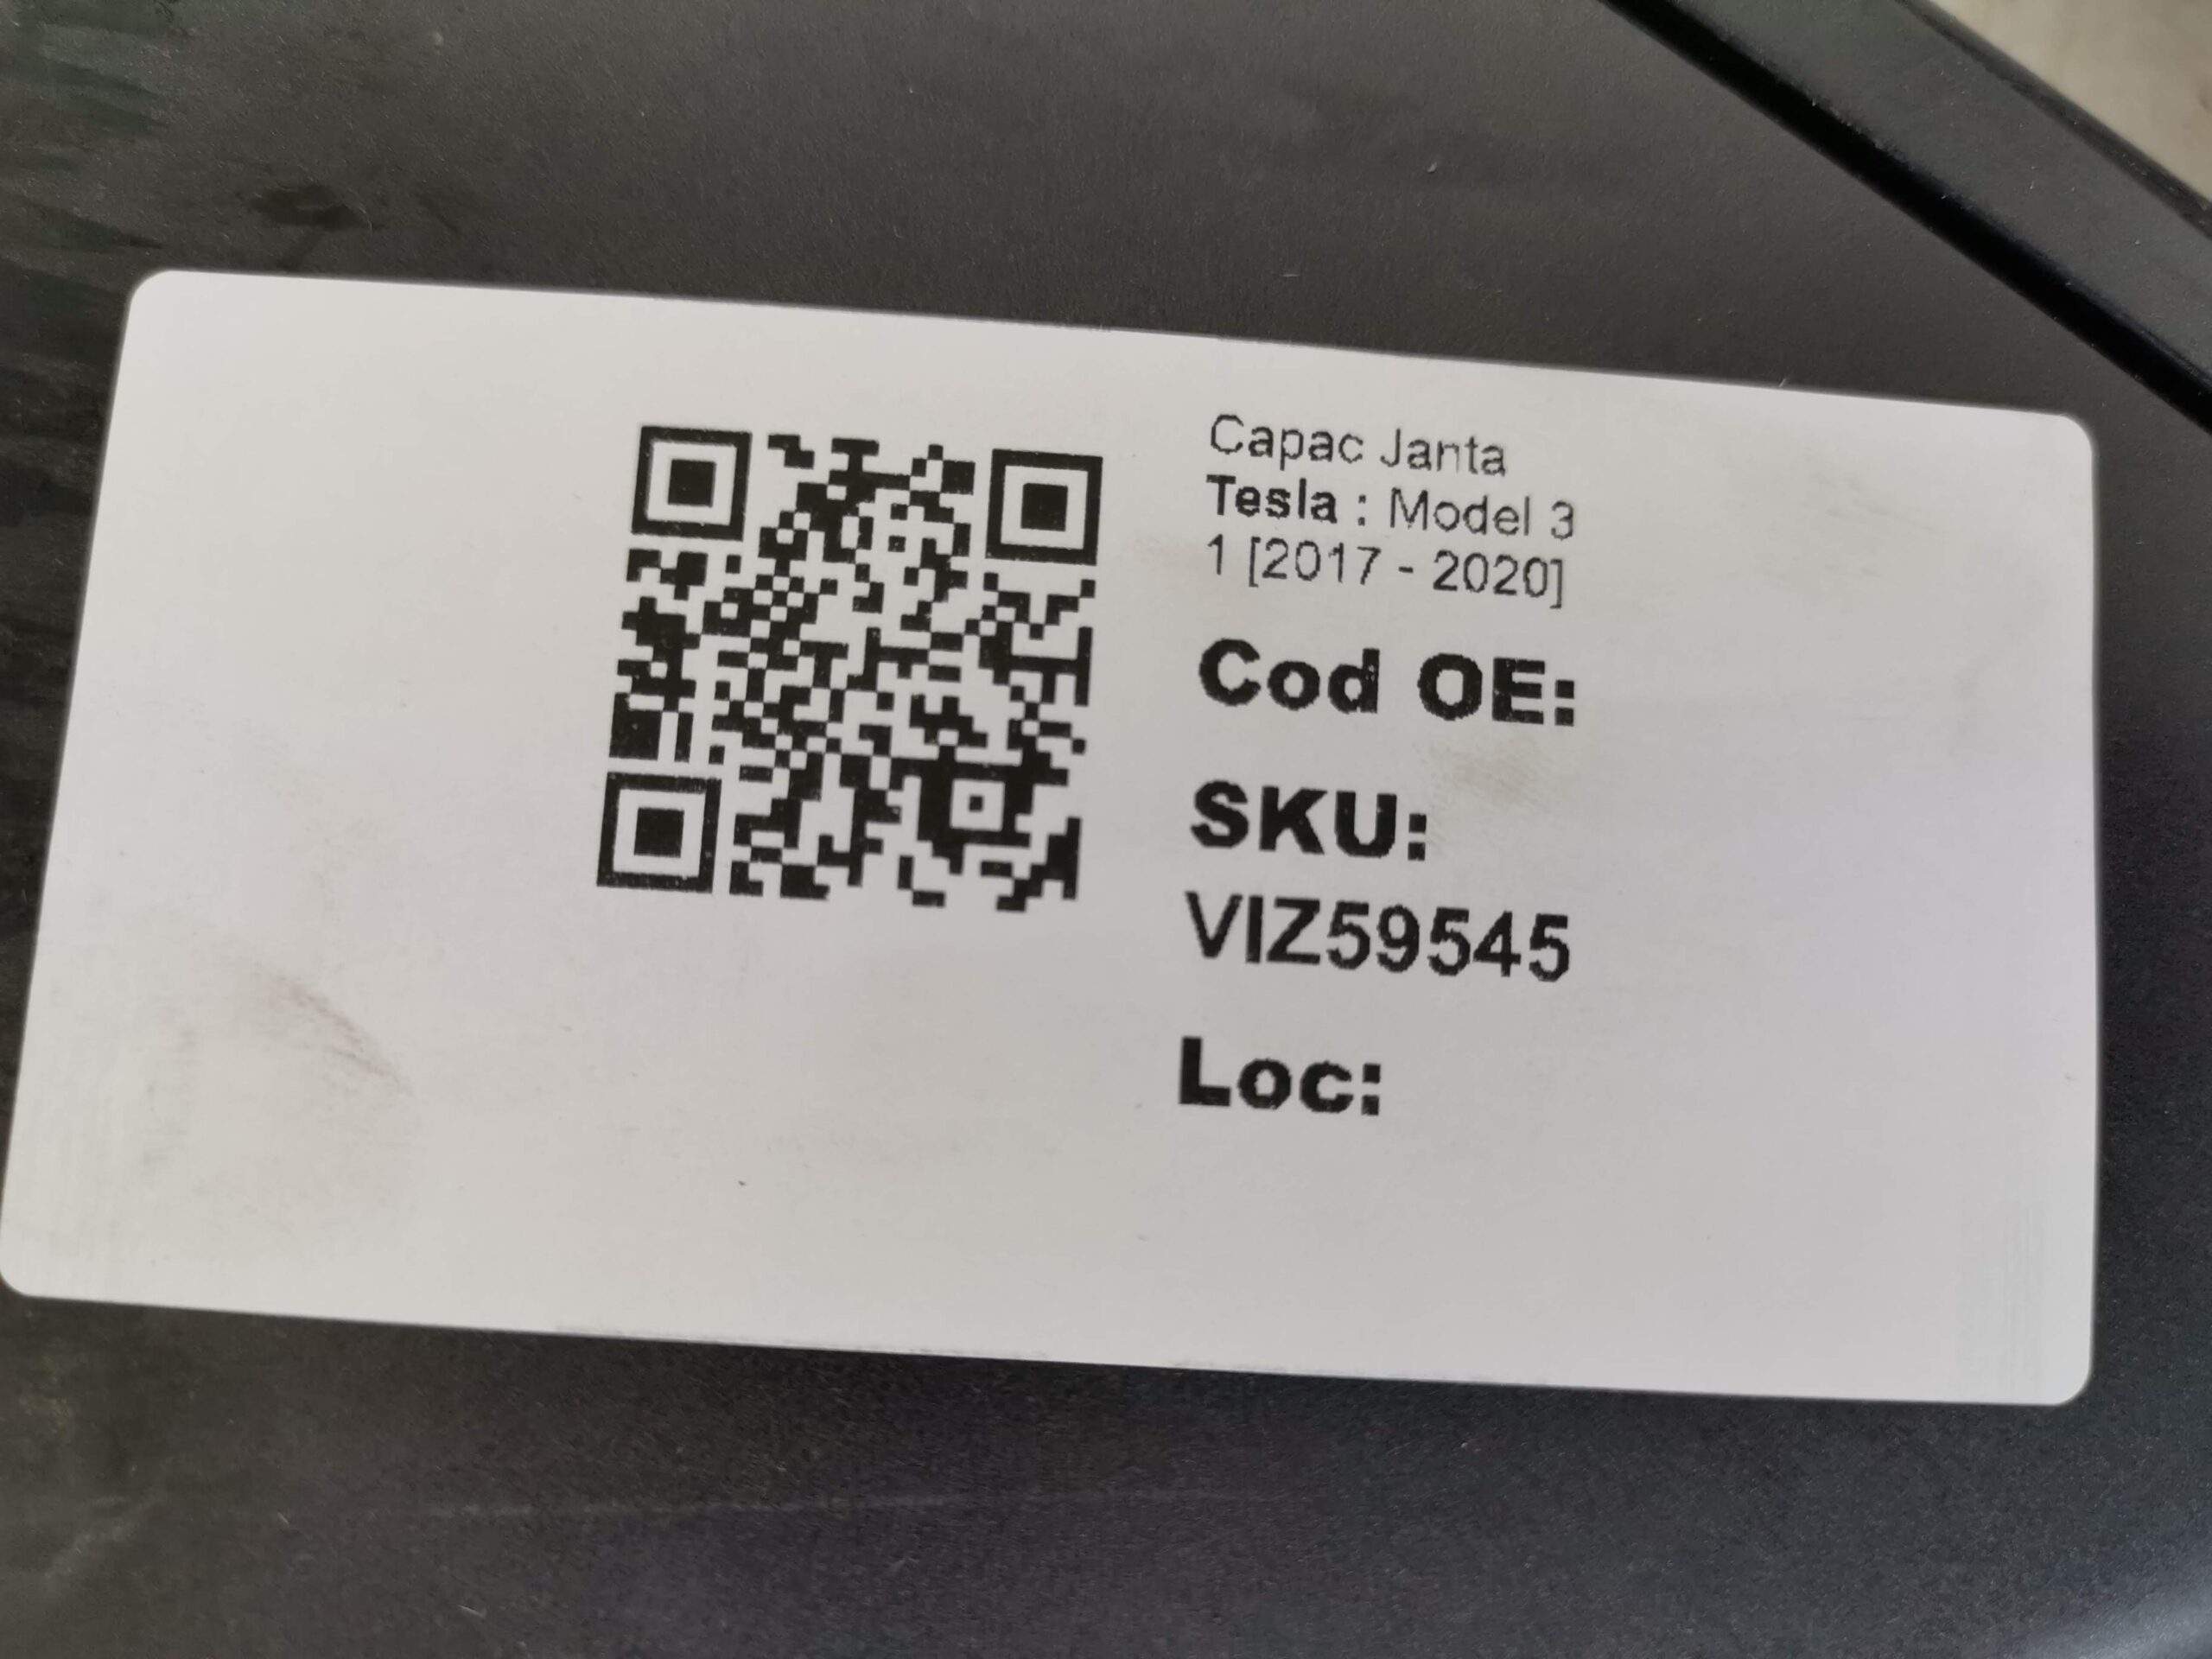 Capac Janta
Tesla : Model 3
1 [2017 - 2020]
Cod OE:
SKU:
VIZ59545
Loc: